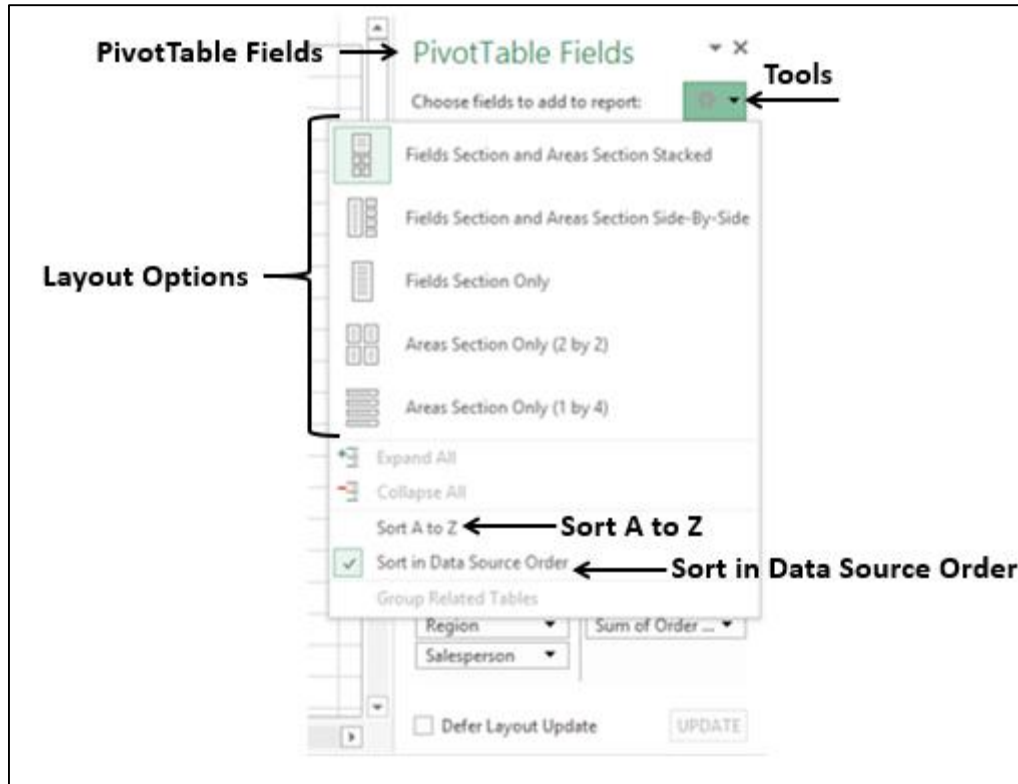 PivotTable Fields
PivotTable Fields
Tools
Choose fields to add to report:
Fields Section and Areas Section Stacked
Fields Section and Areas Section Side-By-Side
Layout Options
Fields Section Only
Areas Section Only (2 by 2)
Areas Section Only (1 by 4)
Expand All
Collapse All
Sort A to Z
Sort A to Z
Sort in Data Source Order
Sort in Data Source Order
Group Related Tables
Region
Sum of Order ...
Salesperson
Defer Layout Update
UPDATE